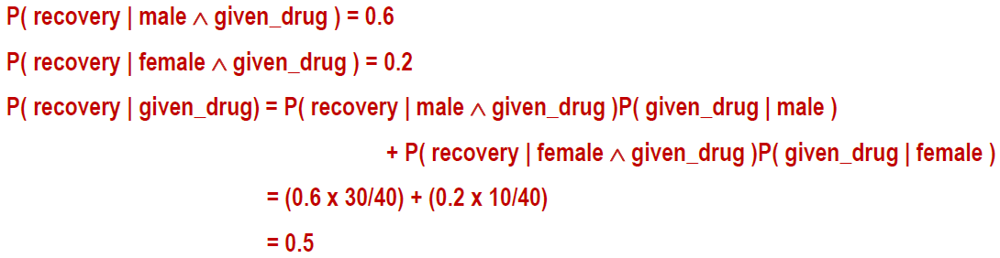 P( recovery | male ∧ given_drug ) = 0.6
P( recovery | female ∧ given_drug ) = 0.2
P( recovery | given_drug) = P( recovery | male ∧ given_drug )P( given_drug | male )
+ P( recovery | female ∧ given_drug )P( given_drug | female )
= (0.6 x 30/40) + (0.2 x 10/40)
= 0.5